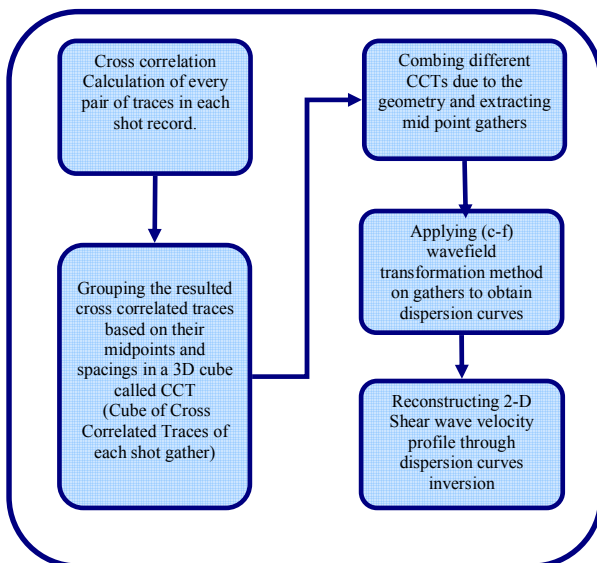 Cross correlation
Calculation of every
pair of traces in each
shot record.
Grouping the resulted
cross correlated traces
based on their
midpoints and
spacings in a 3D cube
called CCT
(Cube of Cross
Correlated Traces of
each shot gather)
Combing different
CCTs due to the
geometry and extracting
mid point gathers
Applying (c-f)
wavefield
transformation method
on gathers to obtain
dispersion curves
Reconstructing 2-D
Shear wave velocity
profile through
dispersion curves
inversion